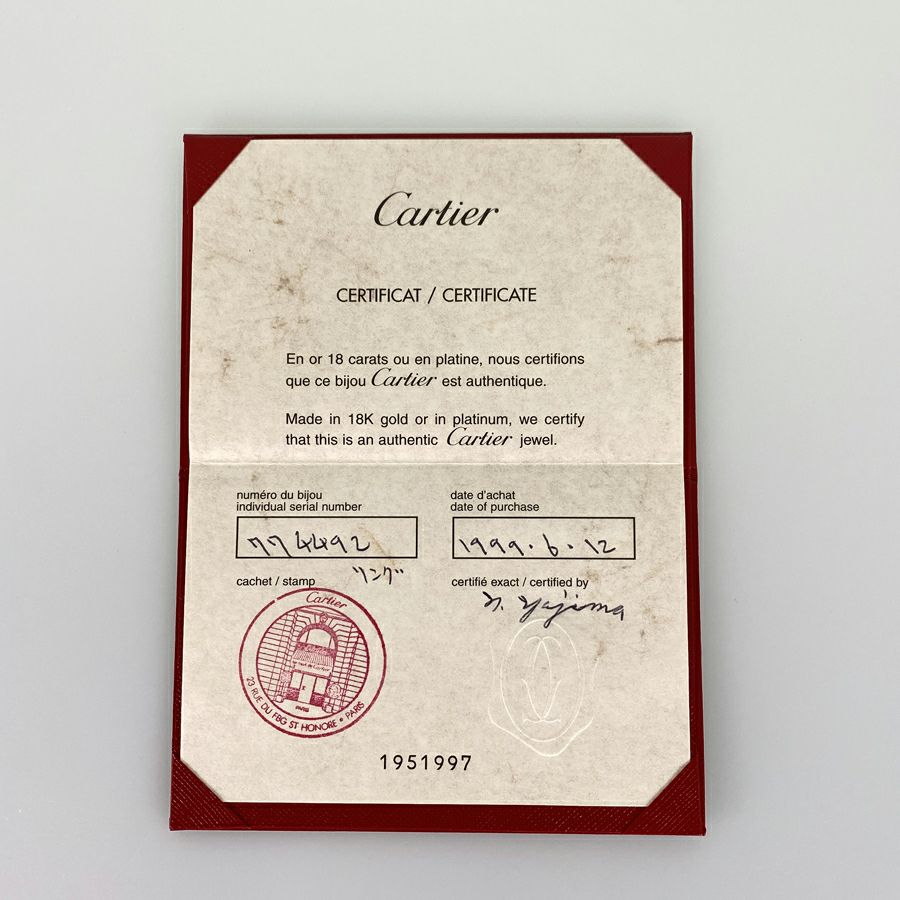 Cartier
CERTIFICAT / CERTIFICATE
En or 18 carats ou en platine, nous certifions
que ce bijou Cartier est authentique.
Made in 18K gold or in platinum, we certify
that this is an authentic Cartier jewel.
numéro du bijou
individual serial number
774492
リング
date d'achat
date of purchase
1999.6.12
cachet / stamp
certifié exact / certified by
Y. Yajima
Cartier
PARIS
23 RUE DU FBG ST HONORE • PARIS
1951997